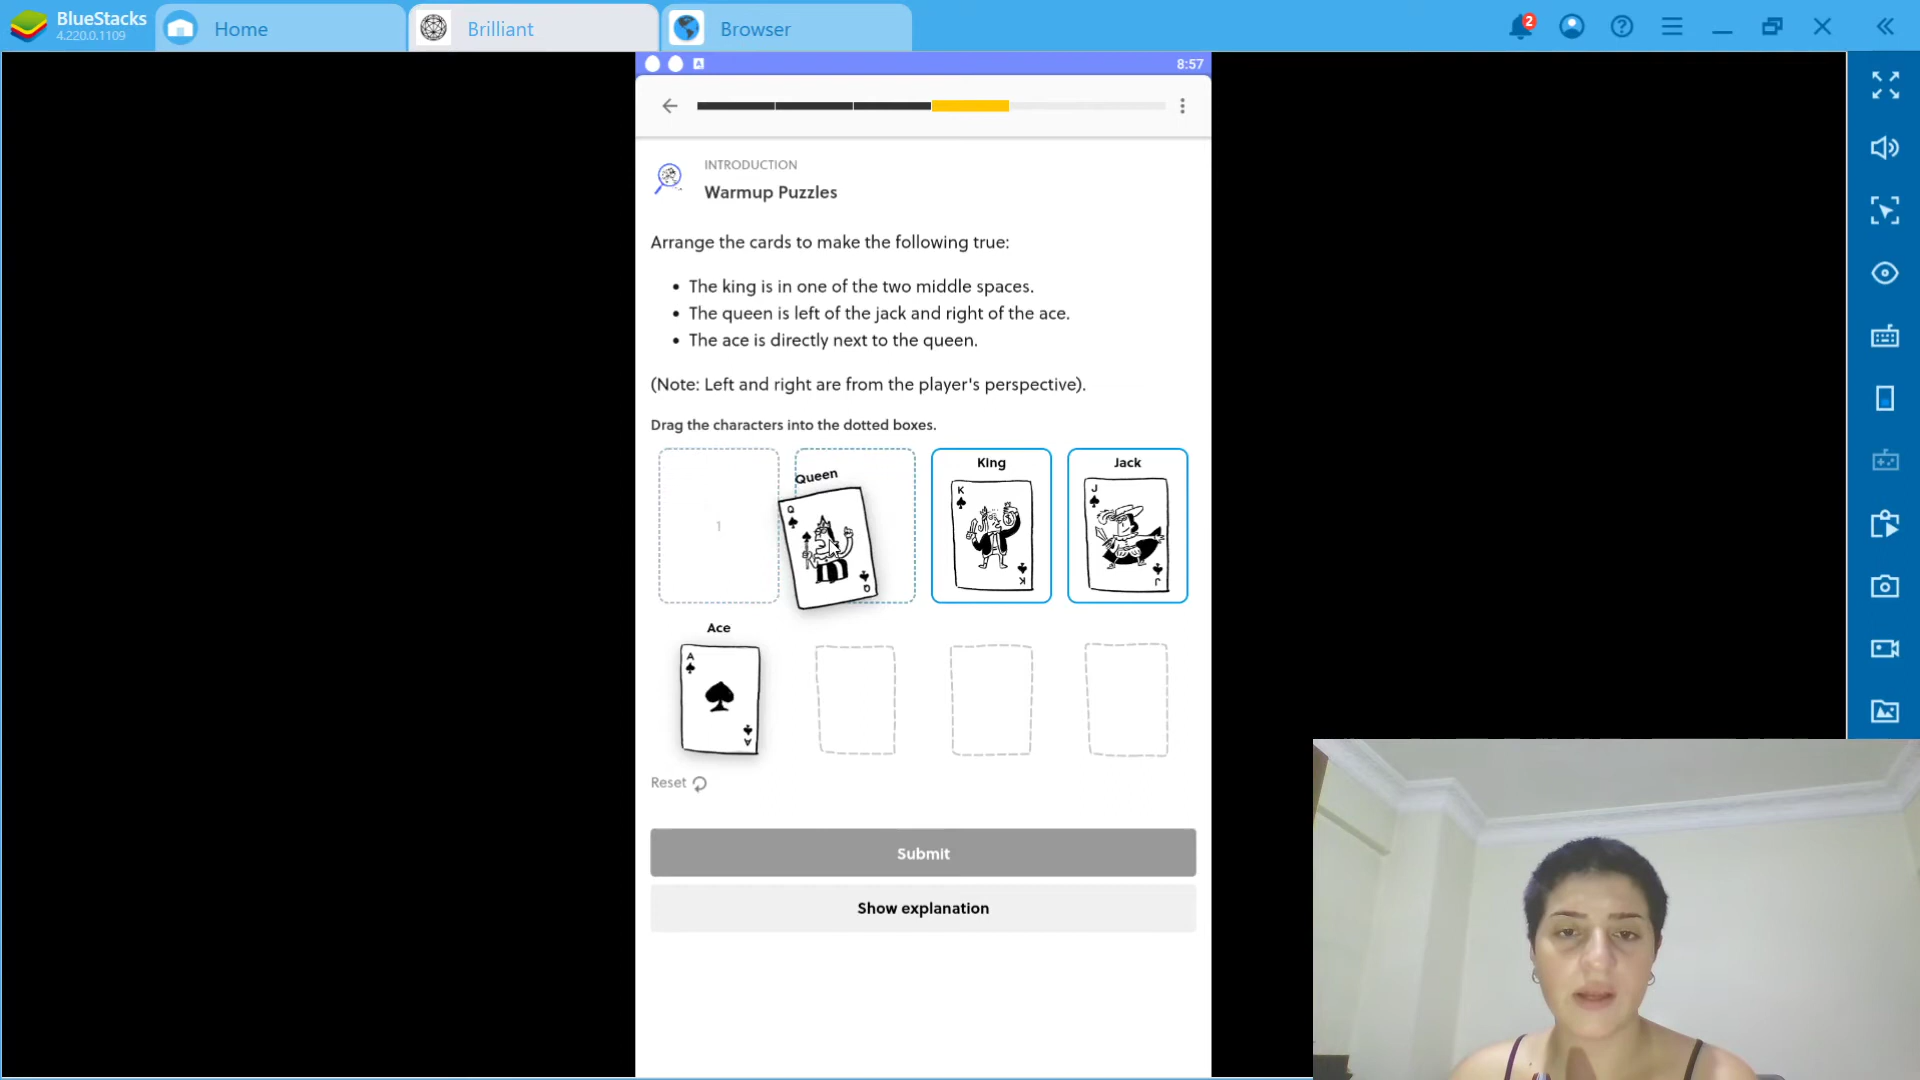 BlueStacks
4.220.0.1109
Home
Brilliant
Browser
2
A
8:57
INTRODUCTION
Warmup Puzzles
Arrange the cards to make the following true:
• The king is in one of the two middle spaces.
• The queen is left of the jack and right of the ace.
• The ace is directly next to the queen.
(Note: Left and right are from the player's perspective).
Drag the characters into the dotted boxes.
1
Queen
Q
Q
King
K
K
Jack
J
J
Ace
A
A
Reset
Submit
Show explanation